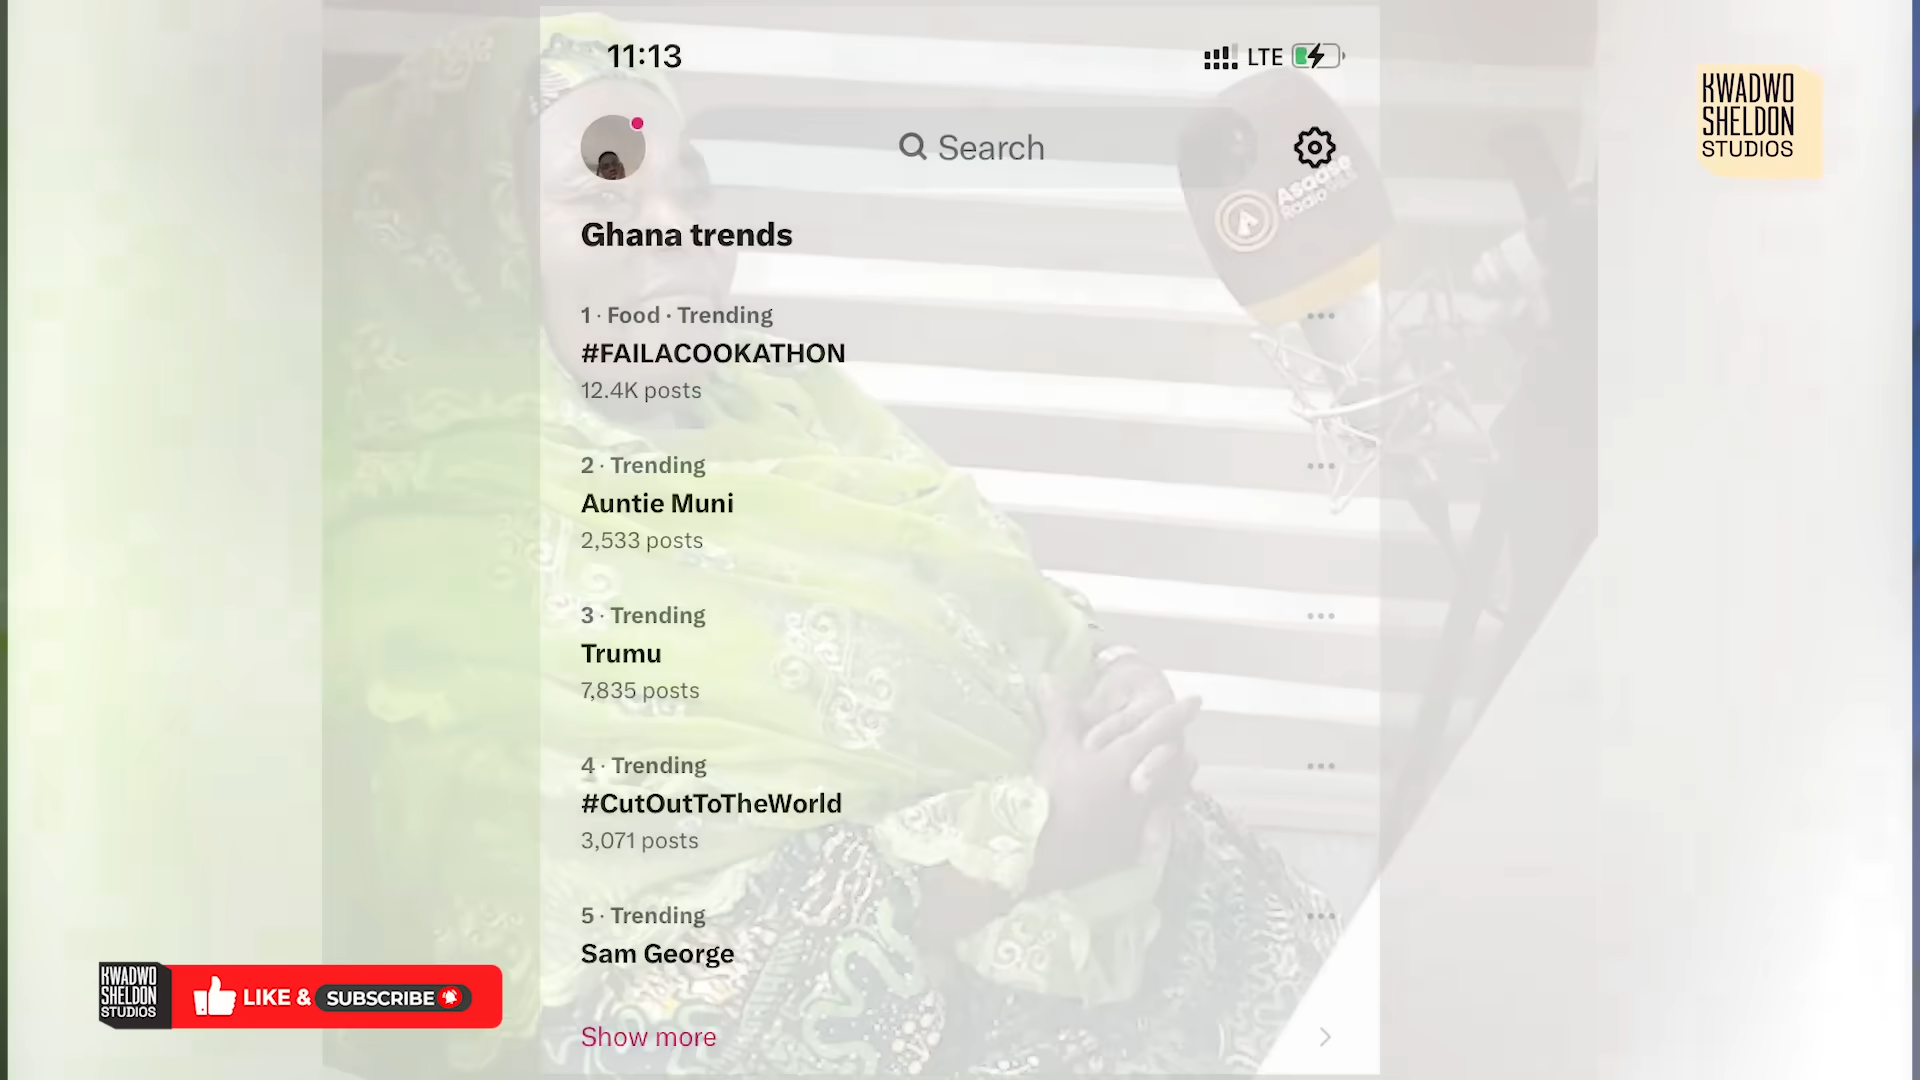 11:13
LTE
Search
Asaase
Radio
KWADWO
SHELDON
STUDIOS
Ghana trends
1 · Food · Trending
#FAILACOOKATHON
12.4K posts
2 · Trending
Auntie Muni
2,533 posts
3 · Trending
Trumu
7,835 posts
4 · Trending
#CutOutToTheWorld
3,071 posts
5 · Trending
Sam George
Show more
KWADWO
SHELDON
STUDIOS
LIKE & SUBSCRIBE